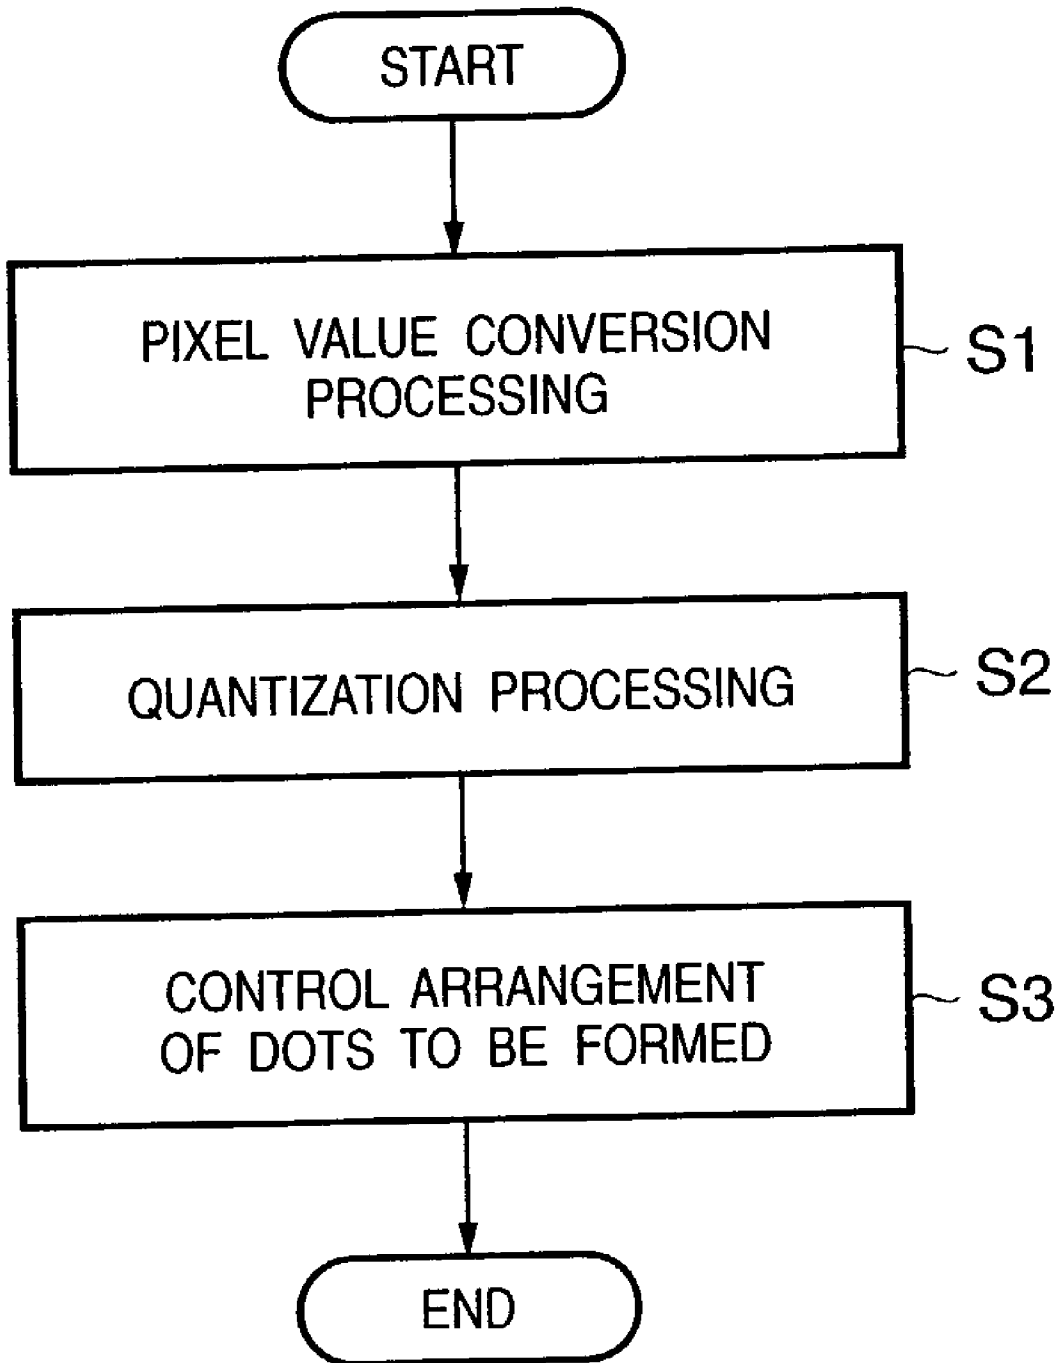 START
PIXEL VALUE CONVERSION
PROCESSING
S1
QUANTIZATION PROCESSING
S2
CONTROL ARRANGEMENT
OF DOTS TO BE FORMED
S3
END